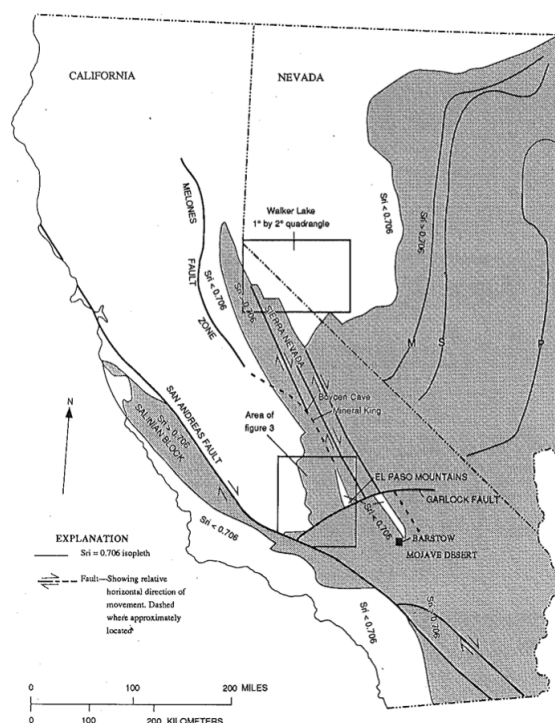 CALIFORNIA
NEVADA
MELONES
FAULT
ZONE
Walker Lake
1° by 2° quadrangle
Sri < 0.706
Sri > 0.706
Sri < 0.706
Sri > 0.706
SIERRA NEVADA
M
S
P
Boyden Cave
Mineral King
SAN ANDREAS FAULT
Sri > 0.706
SALINIAN BLOCK
Area of
figure 3
N
EL PASO MOUNTAINS
GARLOCK FAULT
Sri < 0.706
Sri < 0.706
BARSTOW
MOJAVE DESERT
Sri < 0.706
Sri > 0.706
EXPLANATION
Sri = 0.706 isopleth
Fault—Showing relative
horizontal direction of
movement. Dashed
where approximately
located
0 100 200 MILES
0 100 200 KILOMETERS